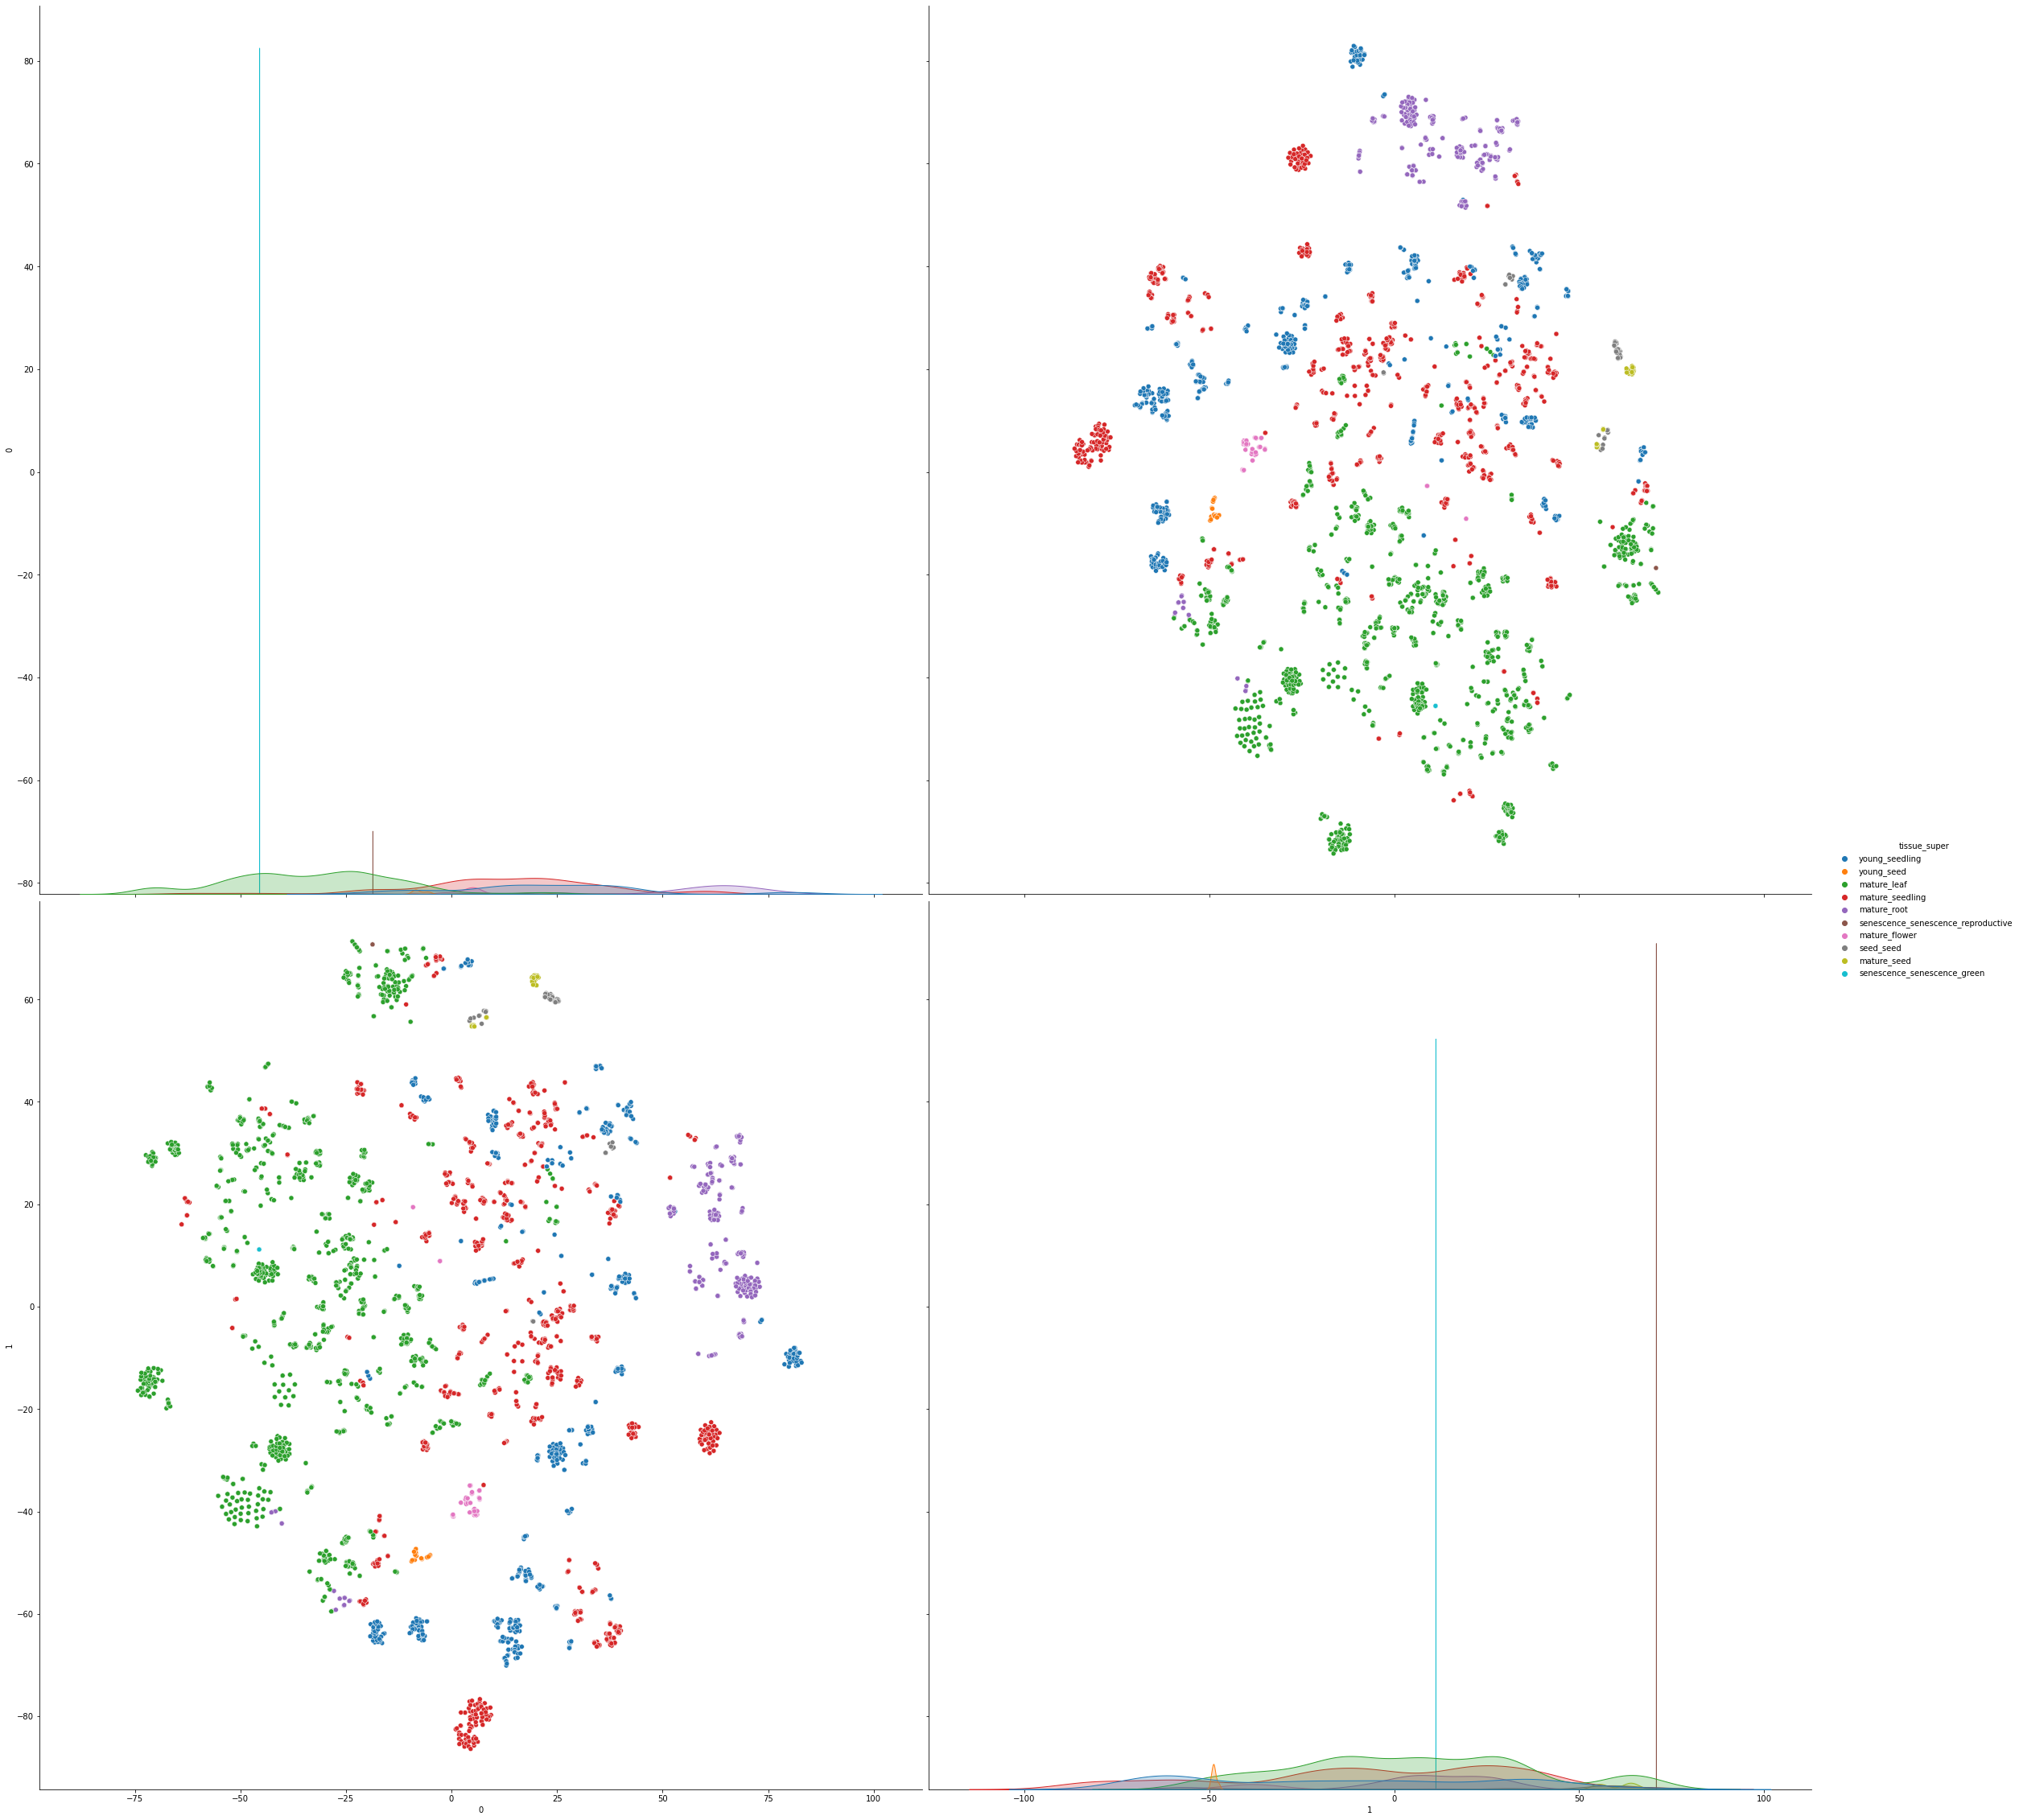 80
60
40
20
0
−20
−40
−60
−80
0
tissue_super
young_seedling
young_seed
mature_leaf
mature_seedling
mature_root
senescence_senescence_reproductive
mature_flower
seed_seed
mature_seed
senescence_senescence_green
60
40
20
0
−20
−40
−60
−80
1
−75 −50 −25 0 25 50 75 100
0
−100 −50 0 50 100
1